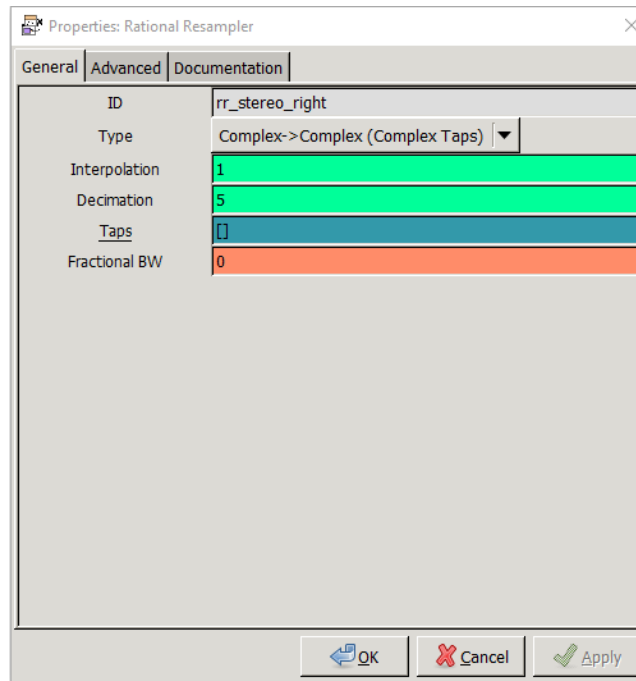 Properties: Rational Resampler
General Advanced Documentation
ID rr_stereo_right
Type Complex->Complex (Complex Taps)
Interpolation 1
Decimation 5
Taps []
Fractional BW 0
OK Cancel Apply